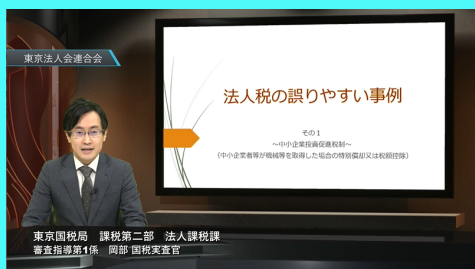 東京法人会連合会
法人税の誤りやすい事例
その1
～中小企業投資促進税制～
(中小企業者等が機械等を取得した場合の特別償却又は税額控除)
東京国税局 課税第二部 法人課税課
審査指導第1係 岡部 国税実査官